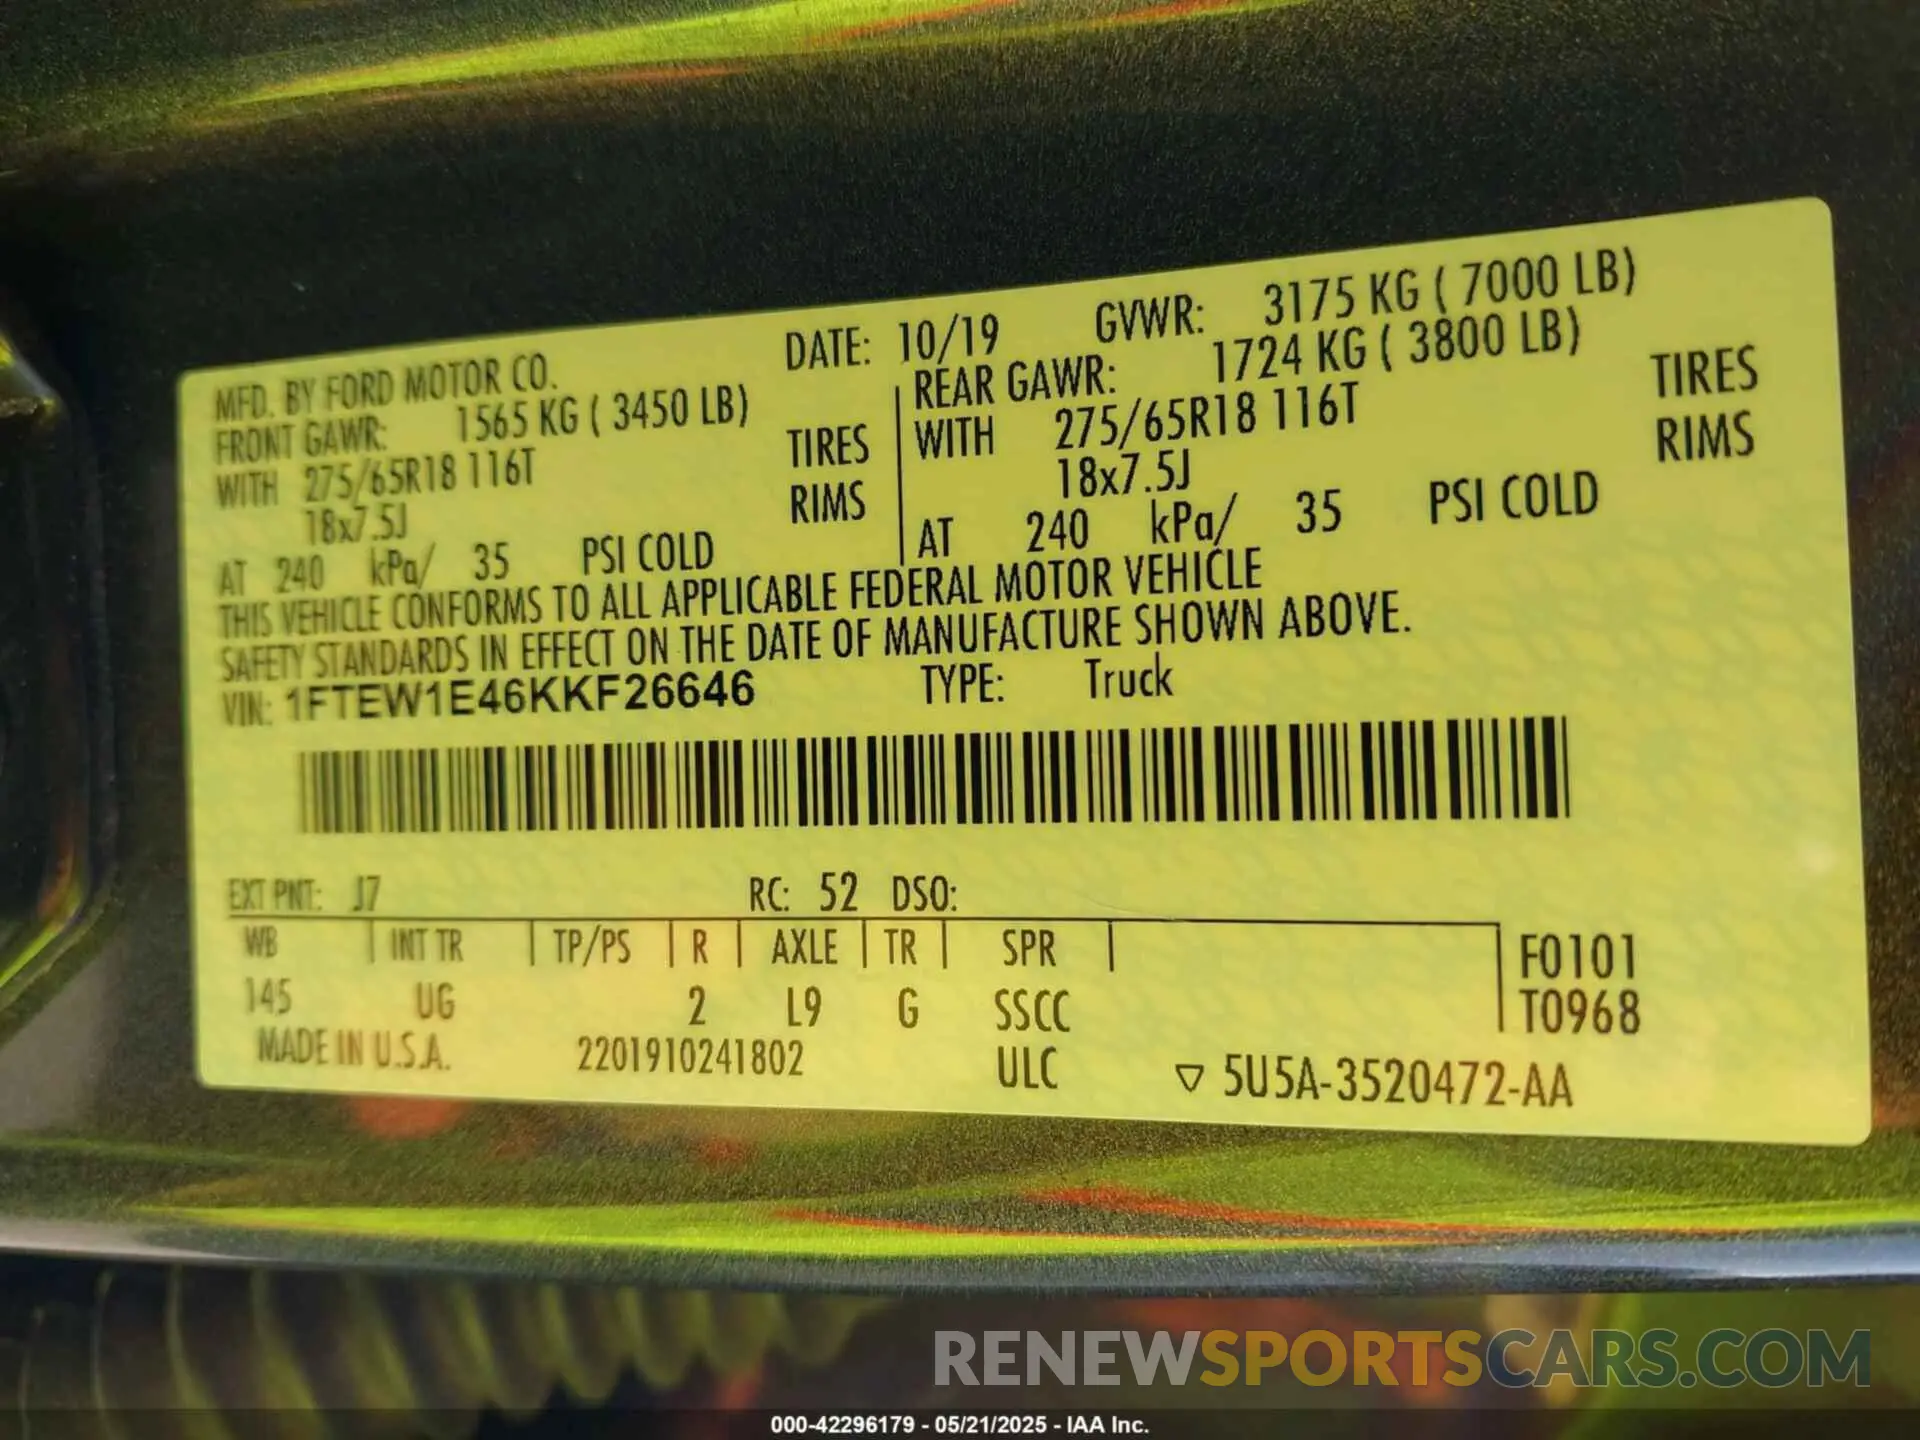 MFD. BY FORD MOTOR CO. DATE: 10/19 GVWR: 3175 KG ( 7000 LB)
FRONT GAWR: 1565 KG ( 3450 LB) REAR GAWR: 1724 KG ( 3800 LB)
WITH 275/65R18 116T TIRES WITH 275/65R18 116T TIRES
18x7.5J RIMS 18x7.5J RIMS
AT 240 kPa/ 35 PSI COLD AT 240 kPa/ 35 PSI COLD
THIS VEHICLE CONFORMS TO ALL APPLICABLE FEDERAL MOTOR VEHICLE
SAFETY STANDARDS IN EFFECT ON THE DATE OF MANUFACTURE SHOWN ABOVE.
VIN: 1FTEW1E46KKF26646 TYPE: Truck
EXT PNT: J7 RC: 52 DSO:
WB INT TR TP/PS R AXLE TR SPR F0101
145 UG 2 L9 G SSCC T0968
MADE IN U.S.A. 2201910241802 ULC ▽ 5U5A-3520472-AA
RENEWSPORTSCARS.COM
000-42296179 - 05/21/2025 - IAA Inc.